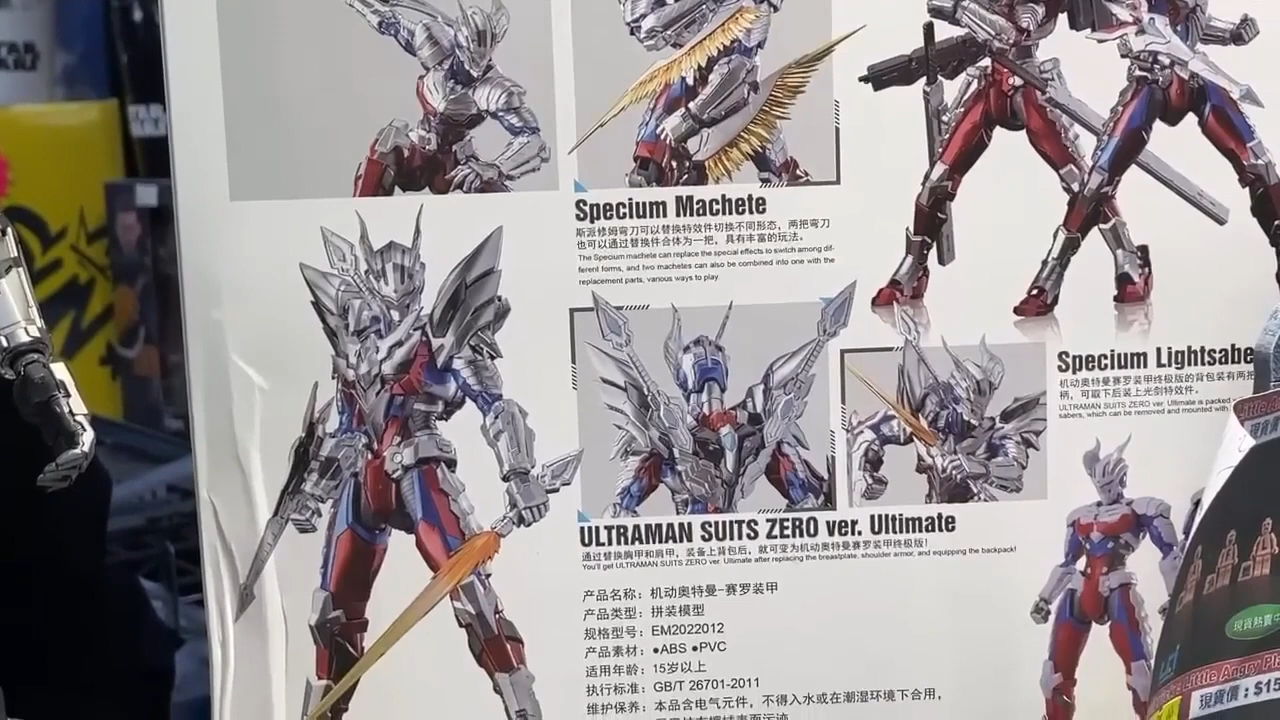 STAR
WARS
STAR
WARS
Specium Machete
斯派修姆弯刀可以替换特效件切换不同形态，两把弯刀
也可以通过替换件合体为一把，具有丰富的玩法。
The Specium machete can replace the special effects to switch among dif-
ferent forms, and two machetes can also be combined into one with the
replacement parts, various ways to play.
Specium Lightsabe
机动奥特曼赛罗装甲终极版的背包装有两把
柄，可取下后装上光剑特效件。
ULTRAMAN SUITS ZERO ver. Ultimate is packed
sabers, which can be removed and mounted with
ULTRAMAN SUITS ZERO ver. Ultimate
通过替换胸甲和肩甲，装备上背包后，就可变为机动奥特曼赛罗装甲终极版！
You'll get ULTRAMAN SUITS ZERO ver. Ultimate after replacing the breastplate, shoulder armor, and equipping the backpack!
产品名称：机动奥特曼-赛罗装甲
产品类型：拼装模型
规格型号：EM2022012
产品素材：●ABS ●PVC
适用年龄：15岁以上
执行标准：GB/T 26701-2011
维护保养：本品含电气元件，不得入水或在潮湿环境下合用，
現貨熱賣中
Little Angry Pl
現貨價：$15